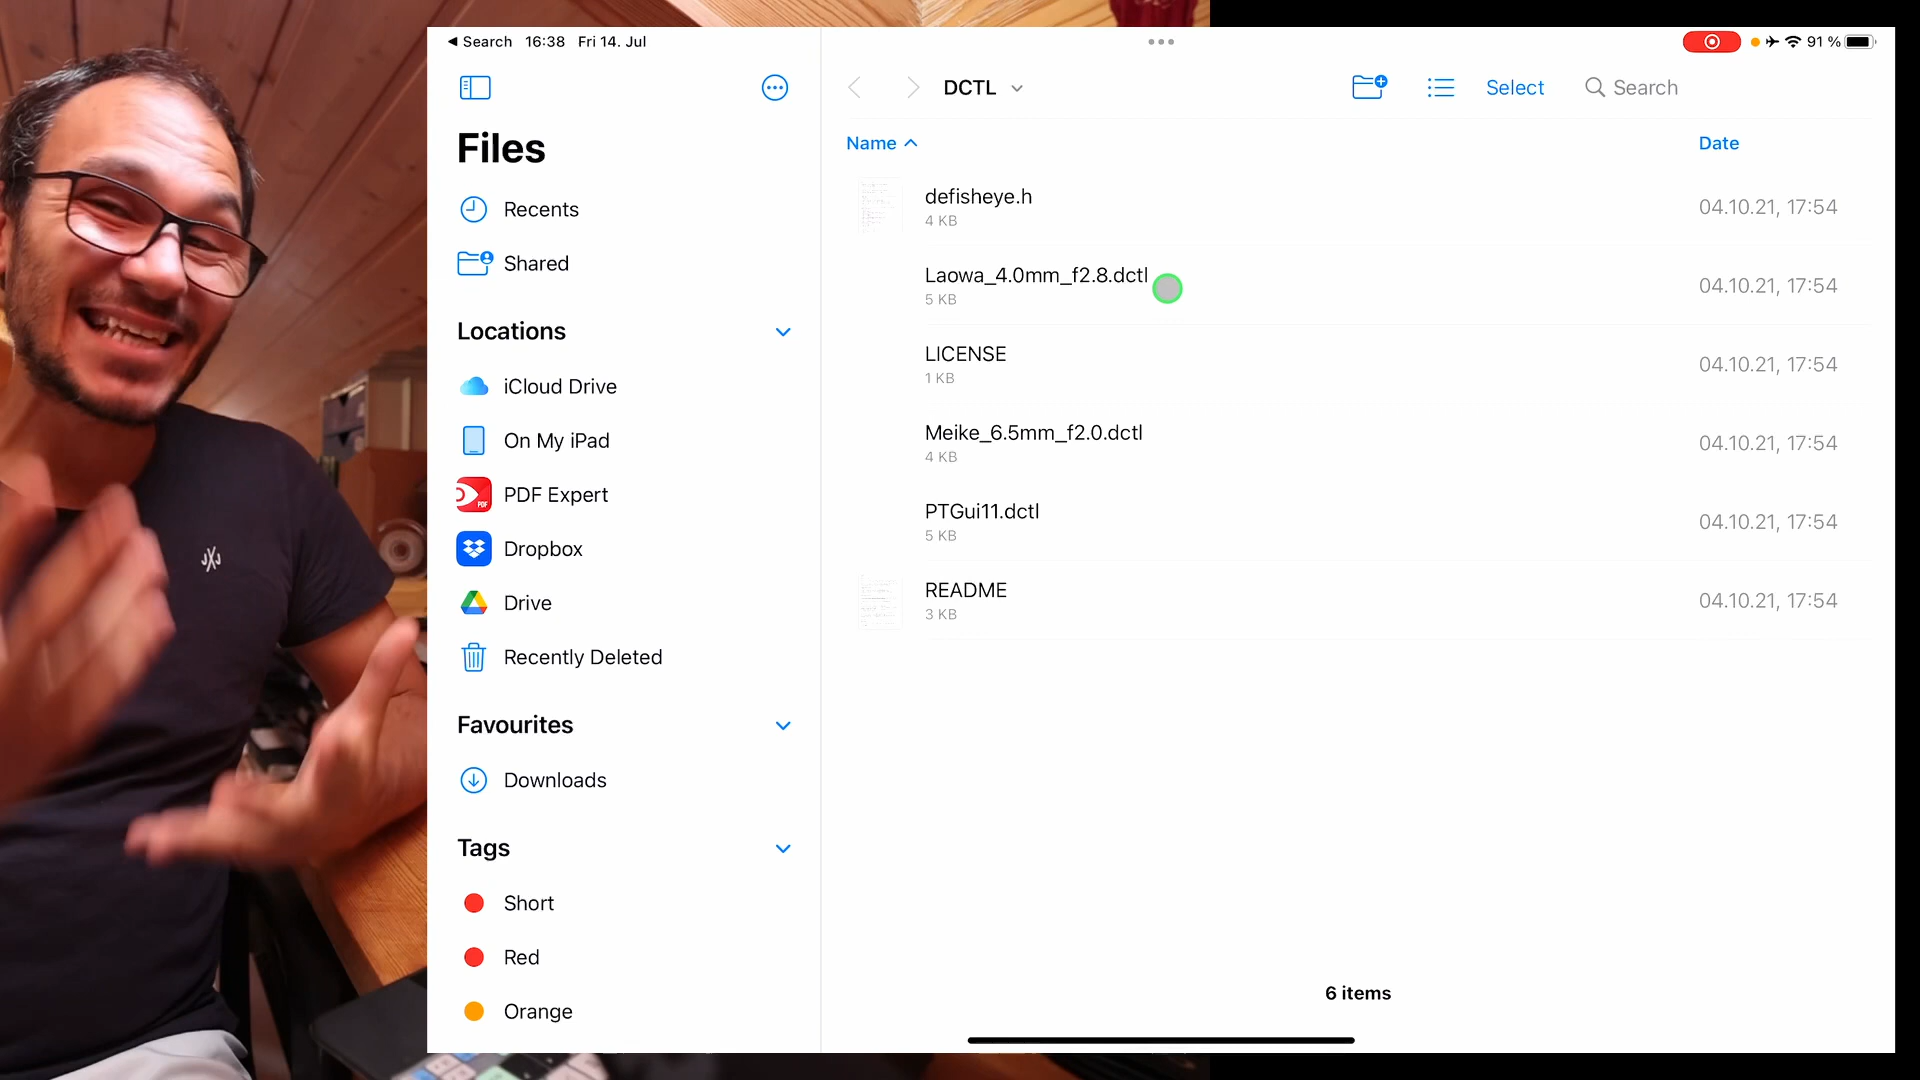 Search 16:38 Fri 14. Jul
91 %
DCTL
Select
Search
Files
Recents
Shared
Locations
iCloud Drive
On My iPad
PDF Expert
Dropbox
Drive
Recently Deleted
Favourites
Downloads
Tags
Short
Red
Orange
Name
Date
defisheye.h
04.10.21, 17:54
4 KB
Laowa_4.0mm_f2.8.dctl
04.10.21, 17:54
5 KB
LICENSE
04.10.21, 17:54
1 KB
Meike_6.5mm_f2.0.dctl
04.10.21, 17:54
4 KB
PTGui11.dctl
04.10.21, 17:54
5 KB
README
04.10.21, 17:54
3 KB
6 items